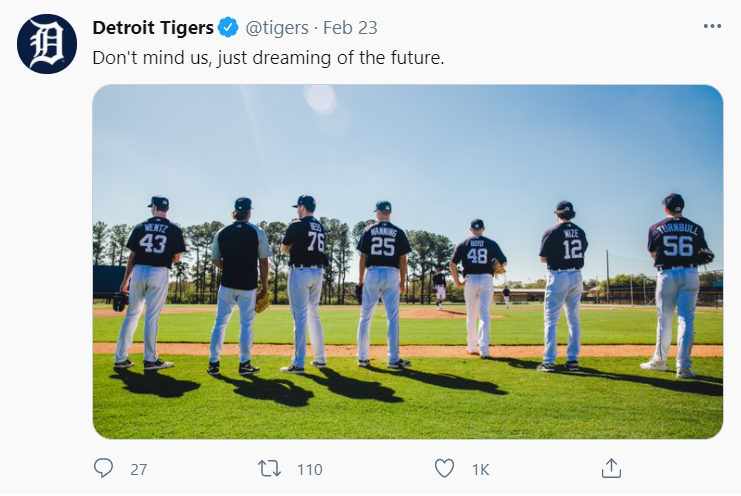 Detroit Tigers @tigers · Feb 23
Don't mind us, just dreaming of the future.
WENTZ
43
HESS
76
MANNING
25
BOYD
48
MIZE
12
TURNBULL
56
27 110 1K